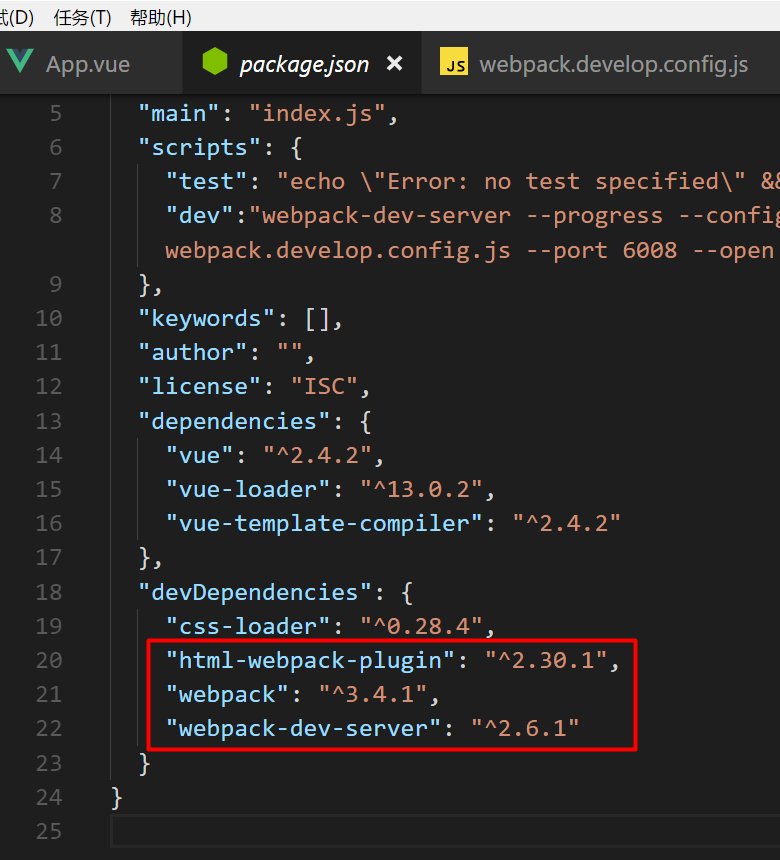 试(D) 任务(T) 帮助(H)
App.vue package.json × JS webpack.develop.config.js
5 "main": "index.js",
6 "scripts": {
7 "test": "echo \"Error: no test specified\" &&
8 "dev":"webpack-dev-server --progress --config
webpack.develop.config.js --port 6008 --open
9 },
10 "keywords": [],
11 "author": "",
12 "license": "ISC",
13 "dependencies": {
14 "vue": "^2.4.2",
15 "vue-loader": "^13.0.2",
16 "vue-template-compiler": "^2.4.2"
17 },
18 "devDependencies": {
19 "css-loader": "^0.28.4",
20 "html-webpack-plugin": "^2.30.1",
21 "webpack": "^3.4.1",
22 "webpack-dev-server": "^2.6.1"
23 }
24 }
25